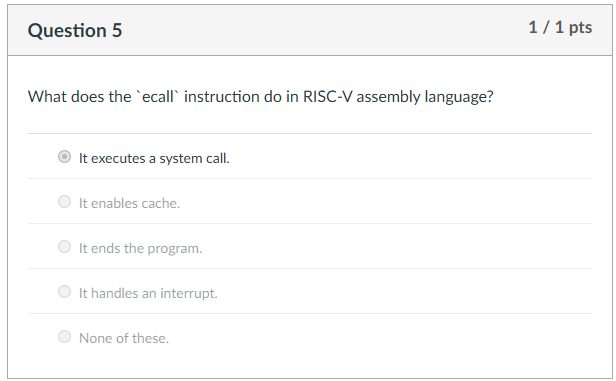 Question 5
1 / 1 pts
What does the `ecall` instruction do in RISC-V assembly language?
It executes a system call.
It enables cache.
It ends the program.
It handles an interrupt.
None of these.